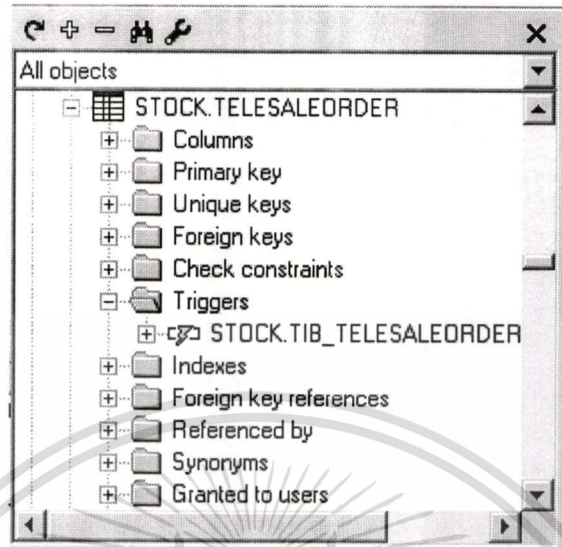 All objects
STOCK.TELESALEORDER
Columns
Primary key
Unique keys
Foreign keys
Check constraints
Triggers
STOCK.TIB_TELESALEORDER
Indexes
Foreign key references
Referenced by
Synonyms
Granted to users